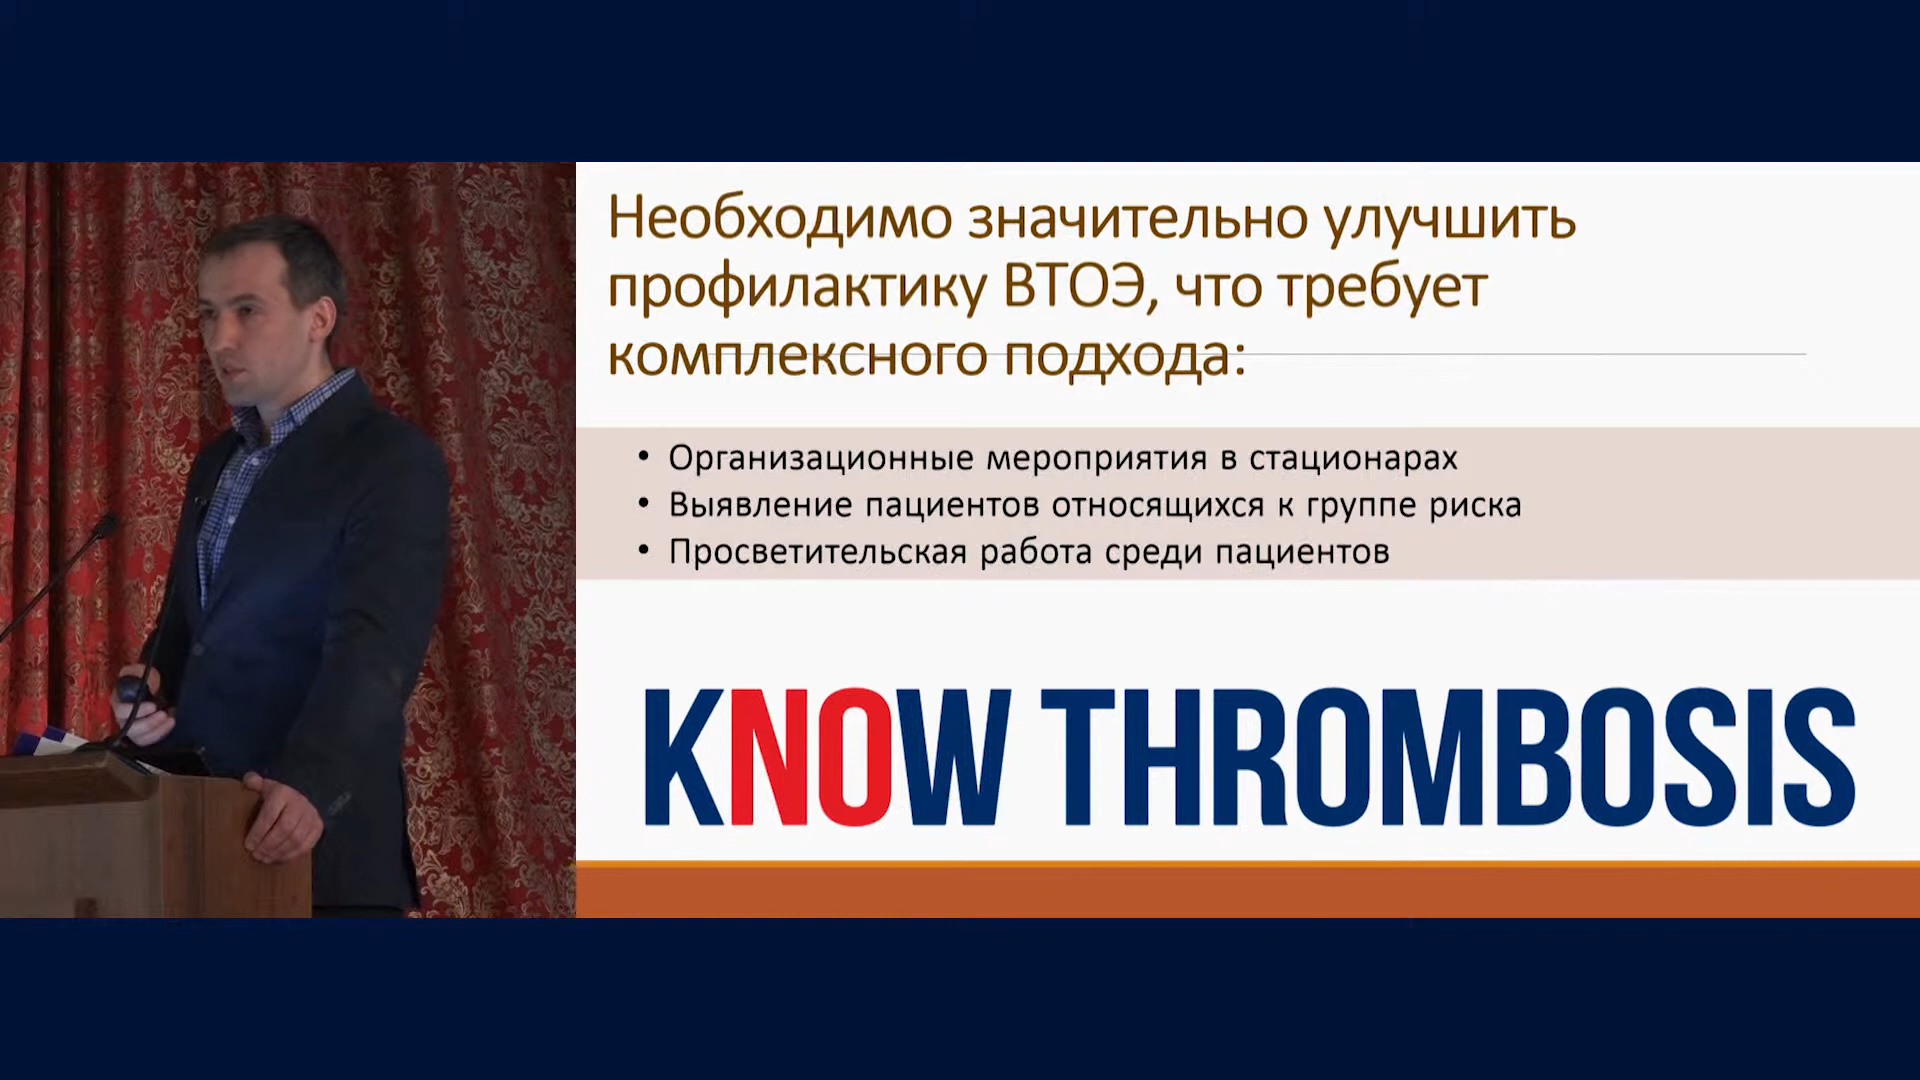 Необходимо значительно улучшить
профилактику ВТОЭ, что требует
комплексного подхода:
• Организационные мероприятия в стационарах
• Выявление пациентов относящихся к группе риска
• Просветительская работа среди пациентов
KNOW THROMBOSIS